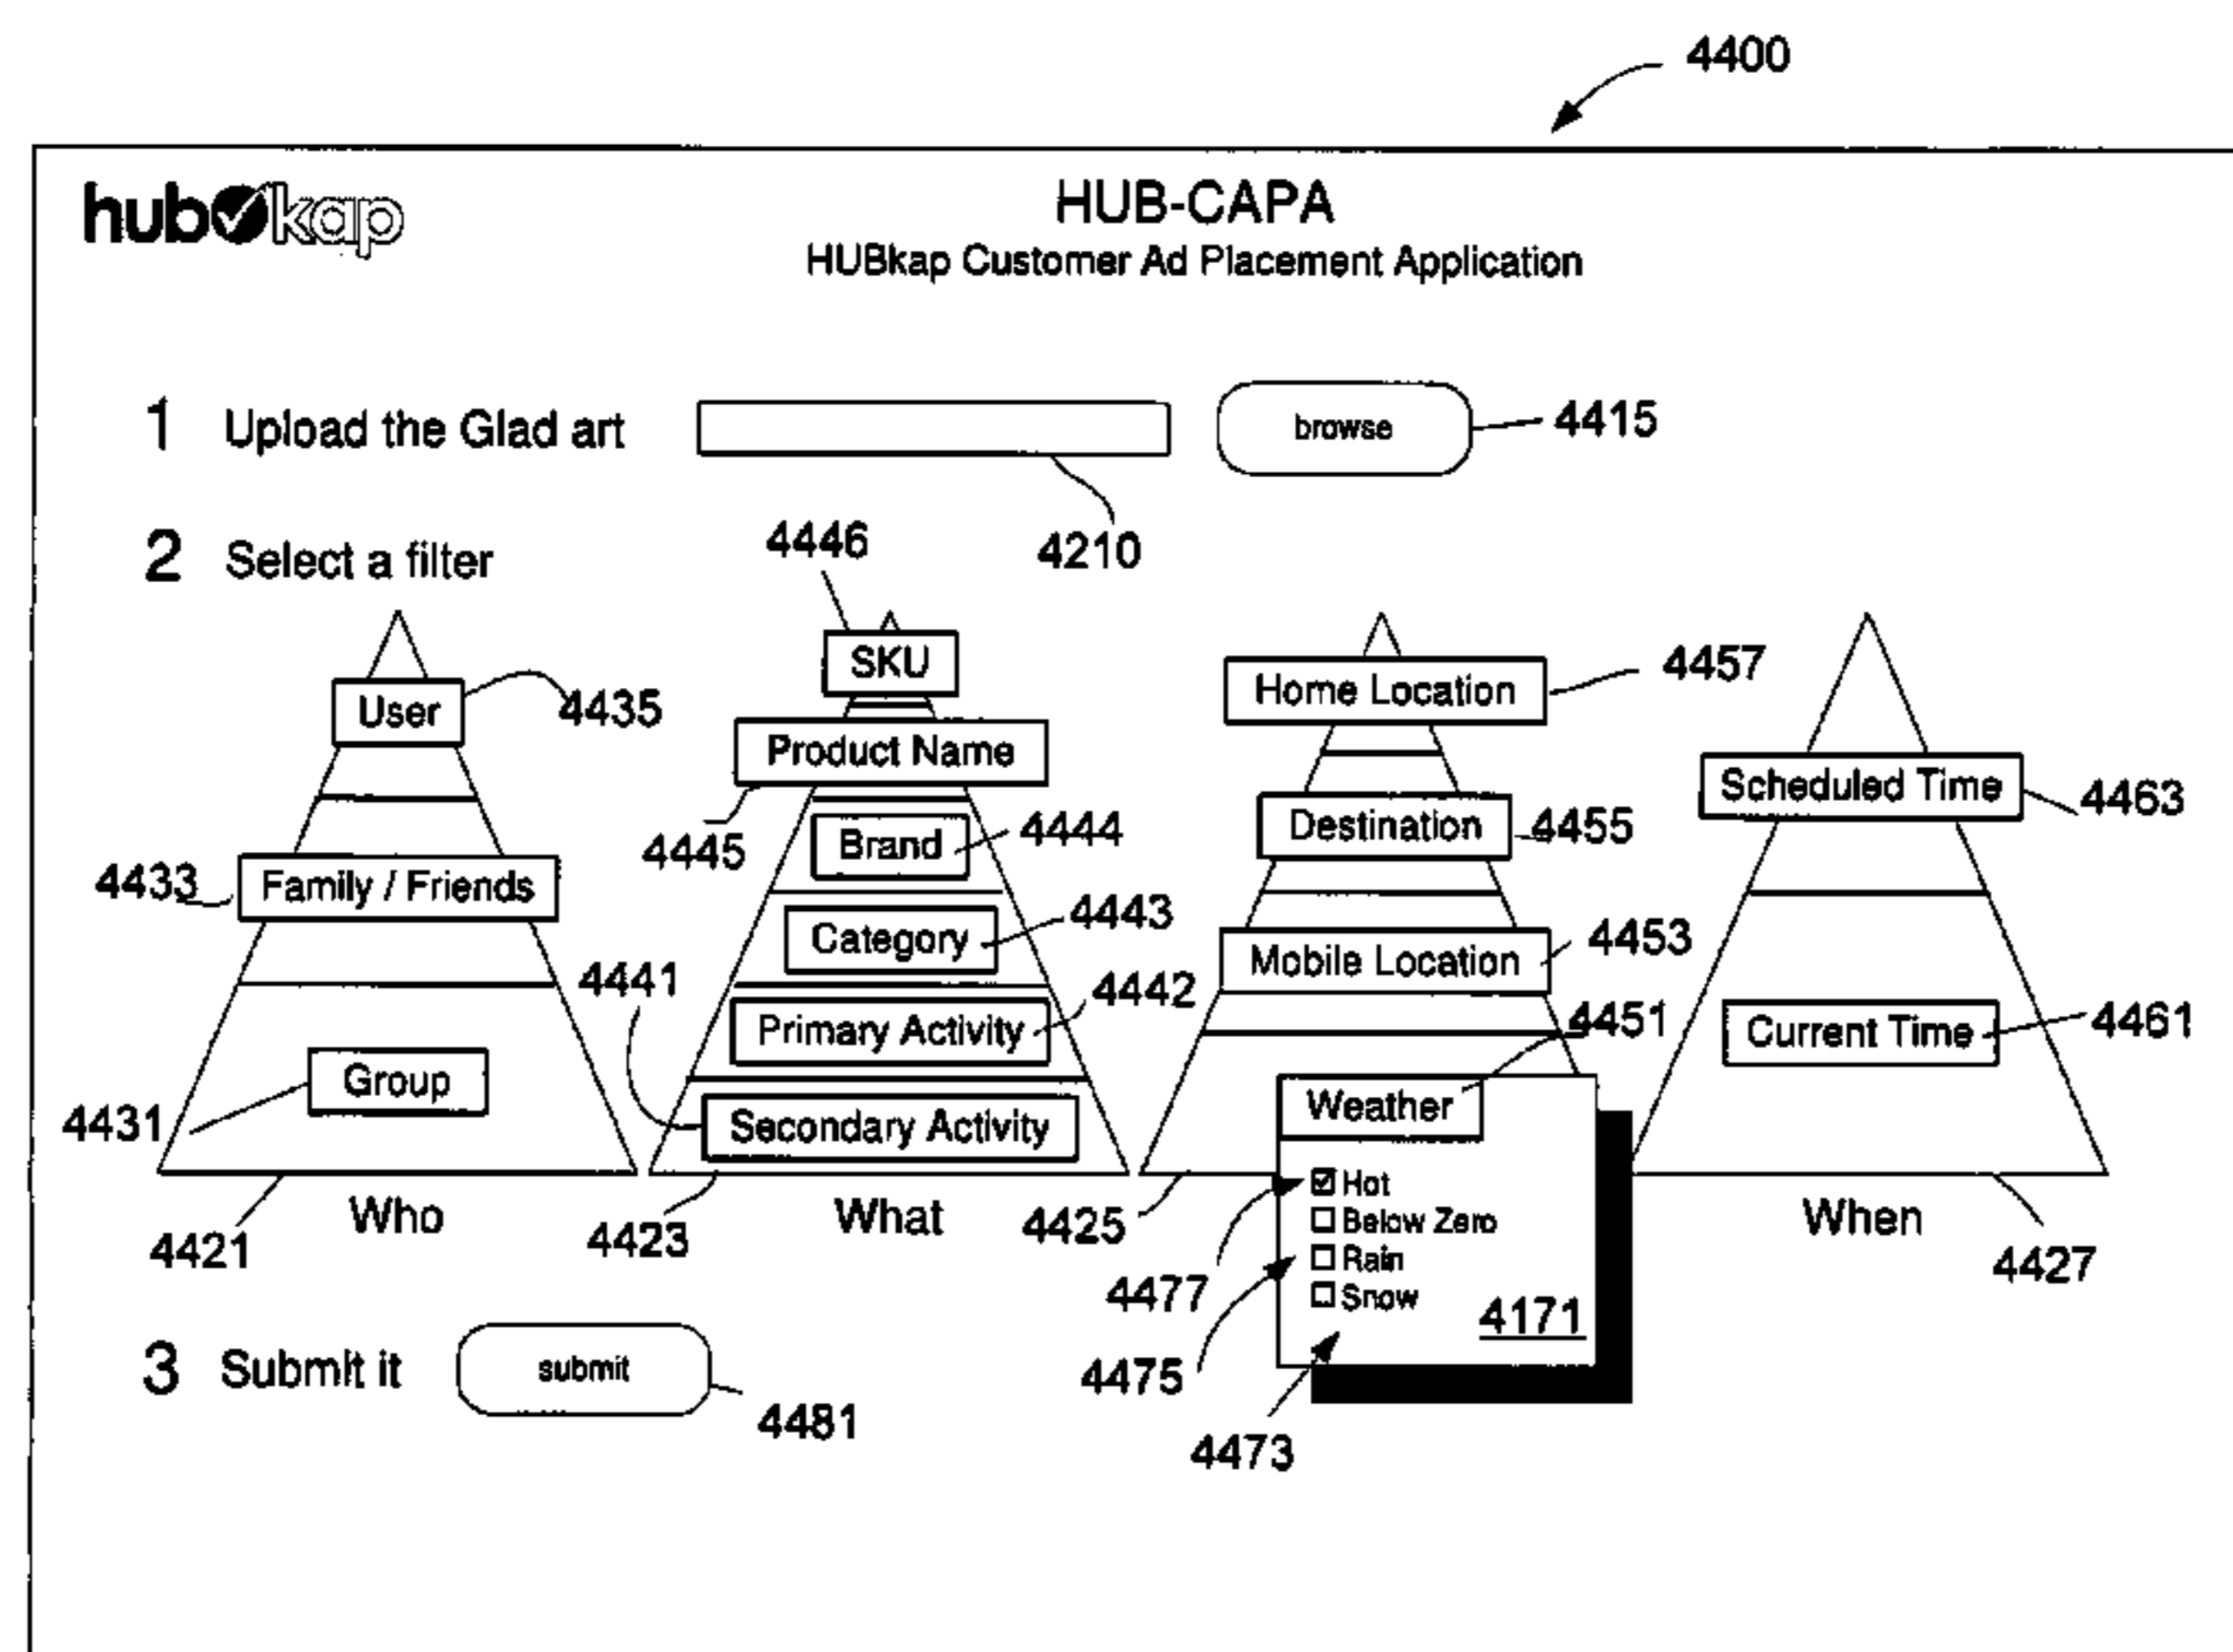 4400
hub kap
HUB-CAPA
HUBkap Customer Ad Placement Application
1 Upload the Glad art browse 4415
4210
2 Select a filter
4446
SKU
User 4435
Home Location 4457
Product Name
4445
Scheduled Time 4463
Brand 4444
Destination 4455
4433 Family / Friends
Category 4443
Mobile Location 4453
4441
Primary Activity 4442
4451
Current Time 4461
Group
4431
Secondary Activity
Weather
Who
4421
What
4423
4425
When
4427
Hot
Below Zero
Rain
Snow
4477
4171
4475
4473
3 Submit it submit
4481